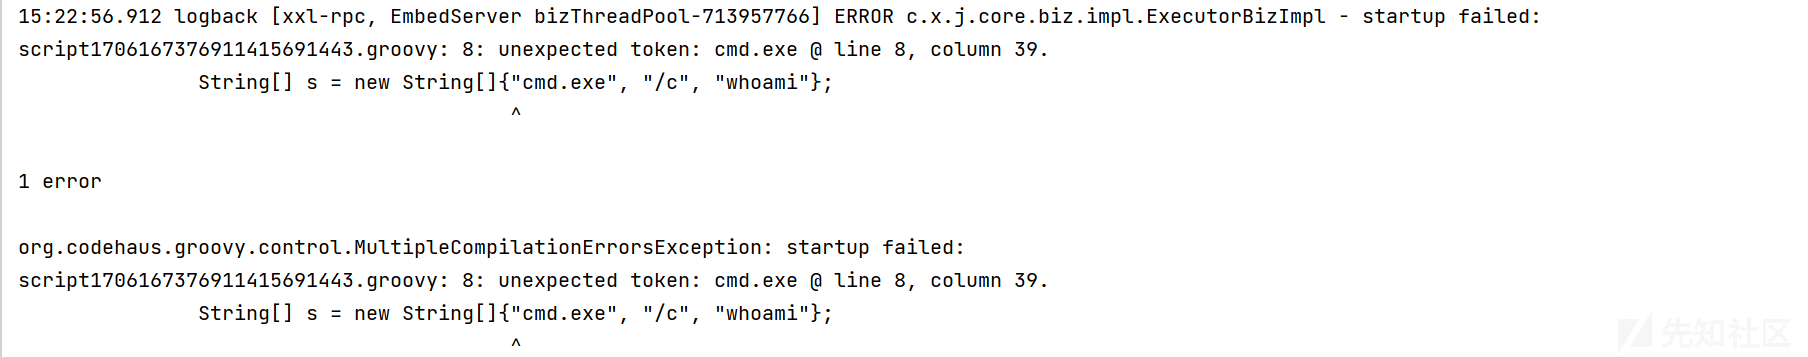 15:22:56.912 logback [xxl-rpc, EmbedServer bizThreadPool-713957766] ERROR c.x.j.core.biz.impl.ExecutorBizImpl - startup failed:
script1706167376911415691443.groovy: 8: unexpected token: cmd.exe @ line 8, column 39.
               String[] s = new String[]{"cmd.exe", "/c", "whoami"};
                                         ^
1 error
org.codehaus.groovy.control.MultipleCompilationErrorsException: startup failed:
script1706167376911415691443.groovy: 8: unexpected token: cmd.exe @ line 8, column 39.
               String[] s = new String[]{"cmd.exe", "/c", "whoami"};
                                         ^
先知社区